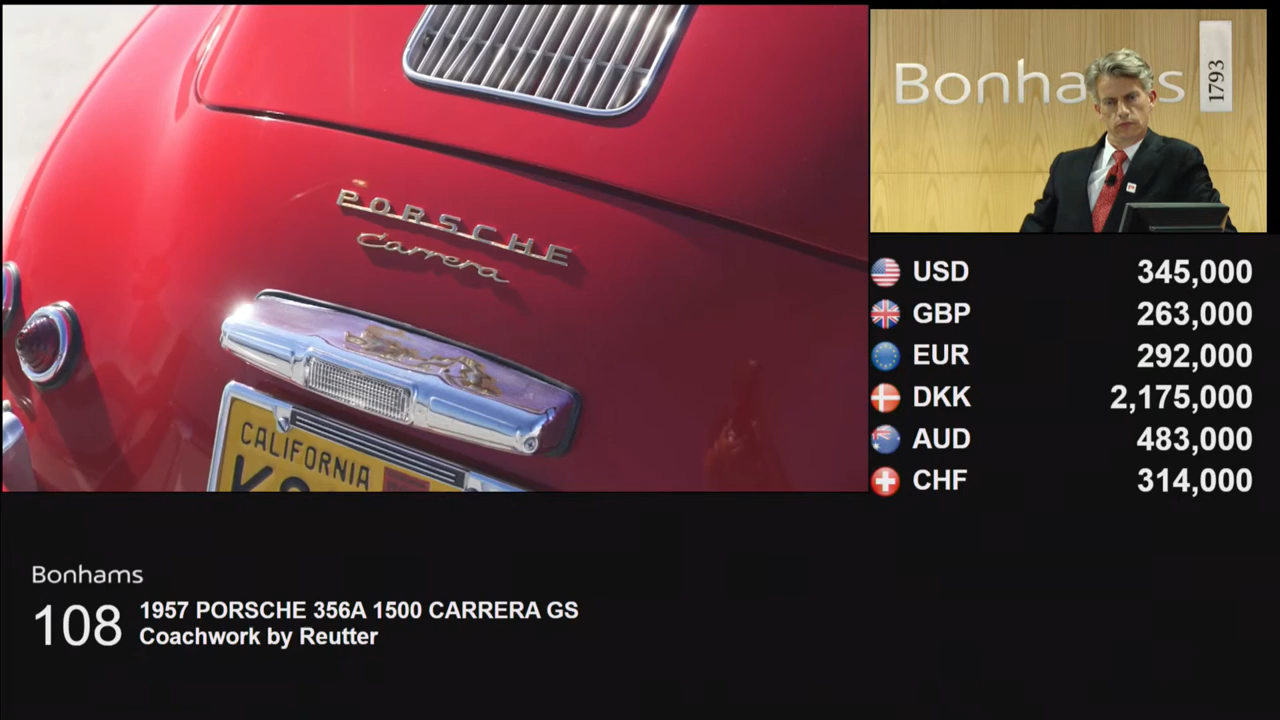 PORSCHE
Carrera
CALIFORNIA
Bonhams
1793
USD 345,000
GBP 263,000
EUR 292,000
DKK 2,175,000
AUD 483,000
CHF 314,000
Bonhams
108
1957 PORSCHE 356A 1500 CARRERA GS
Coachwork by Reutter